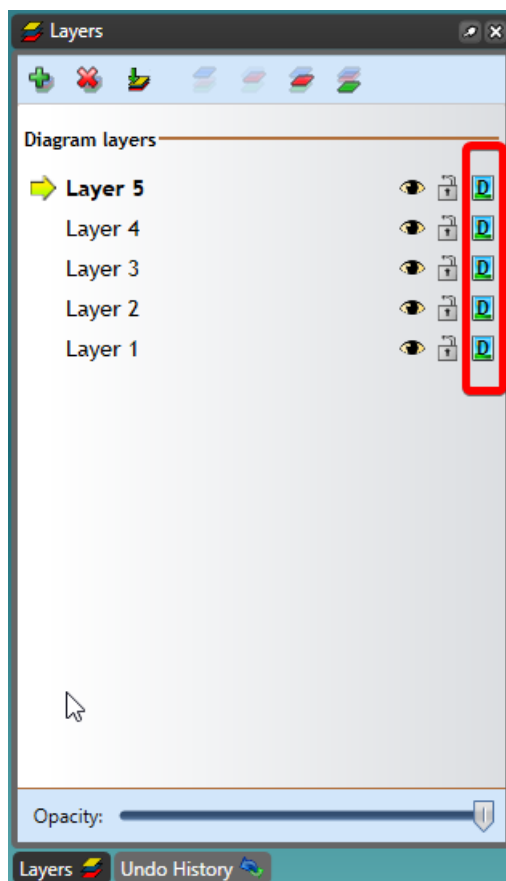 Layers
Diagram layers
Layer 5 D
Layer 4 D
Layer 3 D
Layer 2 D
Layer 1 D
Opacity:
Layers Undo History